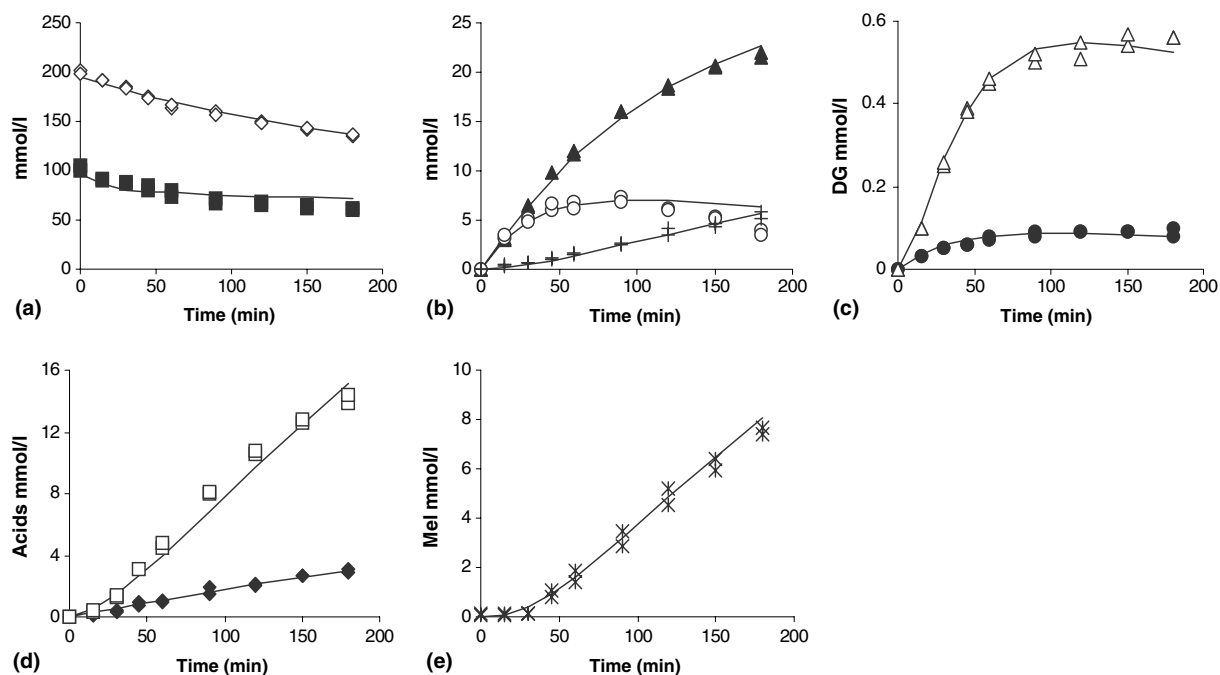 250
200
150
100
50
0
mmol/l
0 50 100 150 200
(a) Time (min)
25
20
15
10
5
0
mmol/l
0 50 100 150 200
(b) Time (min)
0.6
0.4
0.2
0
DG mmol/l
0 50 100 150 200
(c) Time (min)
16
12
8
4
0
Acids mmol/l
0 50 100 150 200
(d) Time (min)
10
8
6
4
2
0
Mel mmol/l
0 50 100 150 200
(e) Time (min)